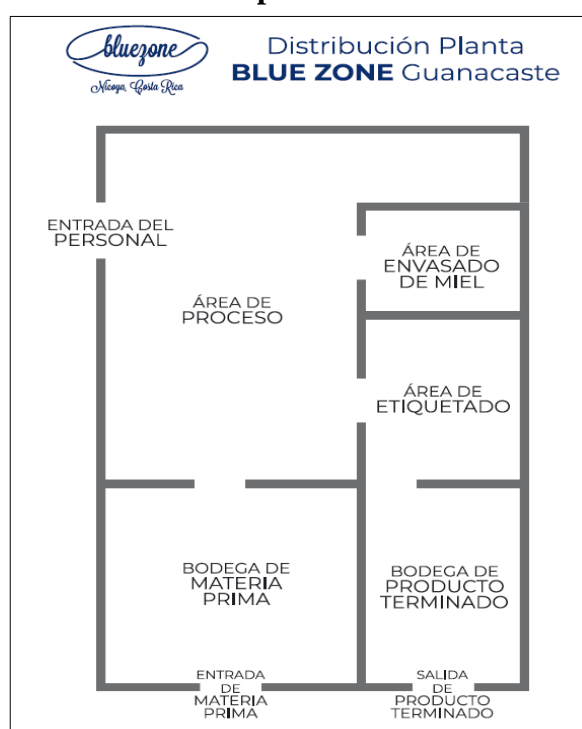 bluezone
Nicoya, Costa Rica
Distribución Planta
BLUE ZONE Guanacaste
ENTRADA DEL
PERSONAL
ÁREA DE
ENVASADO
DE MIEL
ÁREA DE
PROCESO
ÁREA DE
ETIQUETADO
BODEGA DE
MATERIA
PRIMA
BODEGA DE
PRODUCTO
TERMINADO
ENTRADA
DE
MATERIA
PRIMA
SALIDA
DE
PRODUCTO
TERMINADO